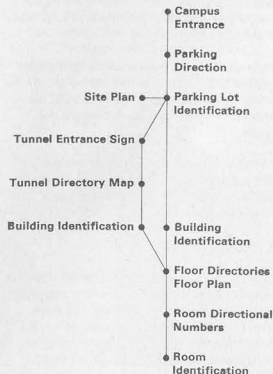 Campus
Entrance
Parking
Direction
Site Plan
Parking Lot
Identification
Tunnel Entrance Sign
Tunnel Directory Map
Building Identification
Building
Identification
Floor Directories
Floor Plan
Room Directional
Numbers
Room
Identification